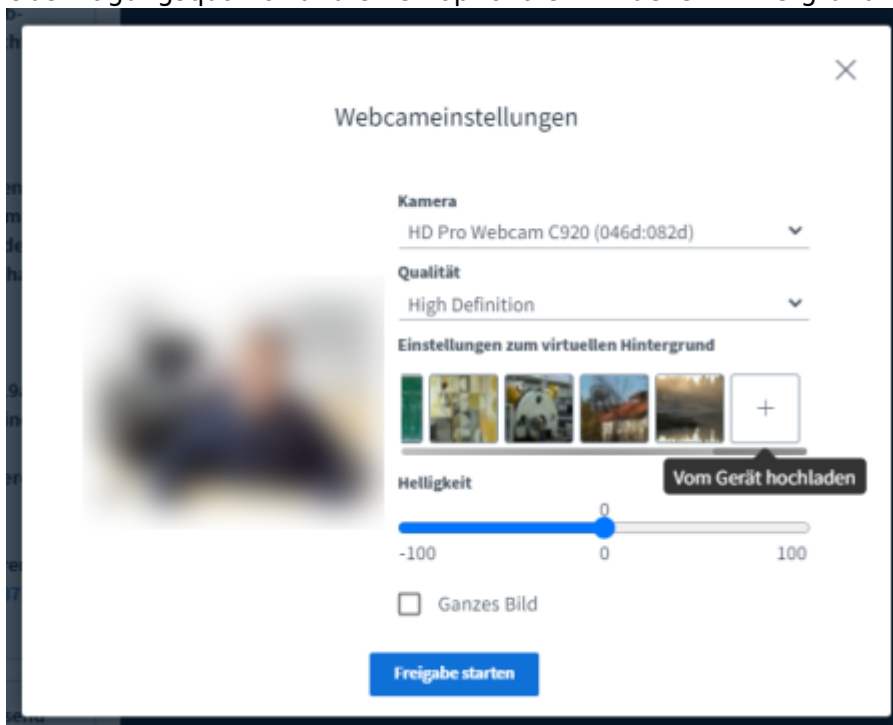 Webcameinstellungen
Kamera
HD Pro Webcam C920 (046d:082d)
Qualität
High Definition
Einstellungen zum virtuellen Hintergrund
+
Vom Gerät hochladen
Helligkeit
0
-100 0 100
Ganzes Bild
Freigabe starten